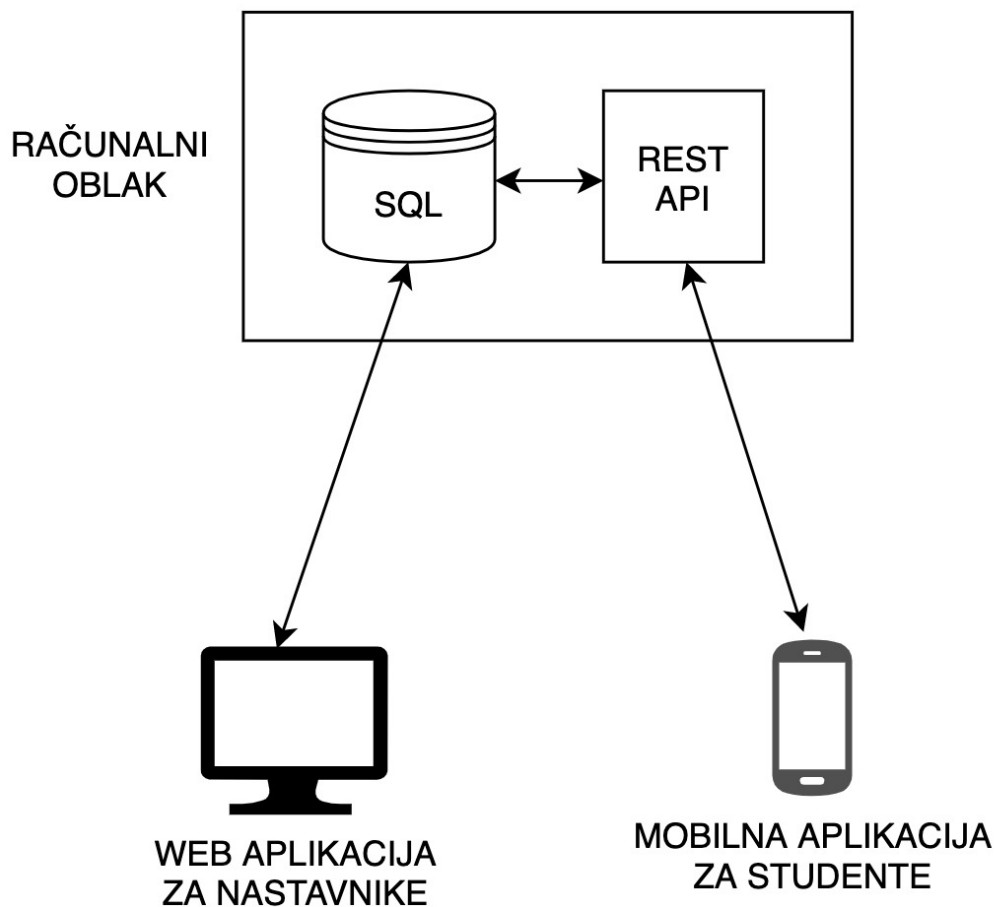 RAČUNALNI
OBLAK
SQL
REST
API
WEB APLIKACIJA
ZA NASTAVNIKE
MOBILNA APLIKACIJA
ZA STUDENTE